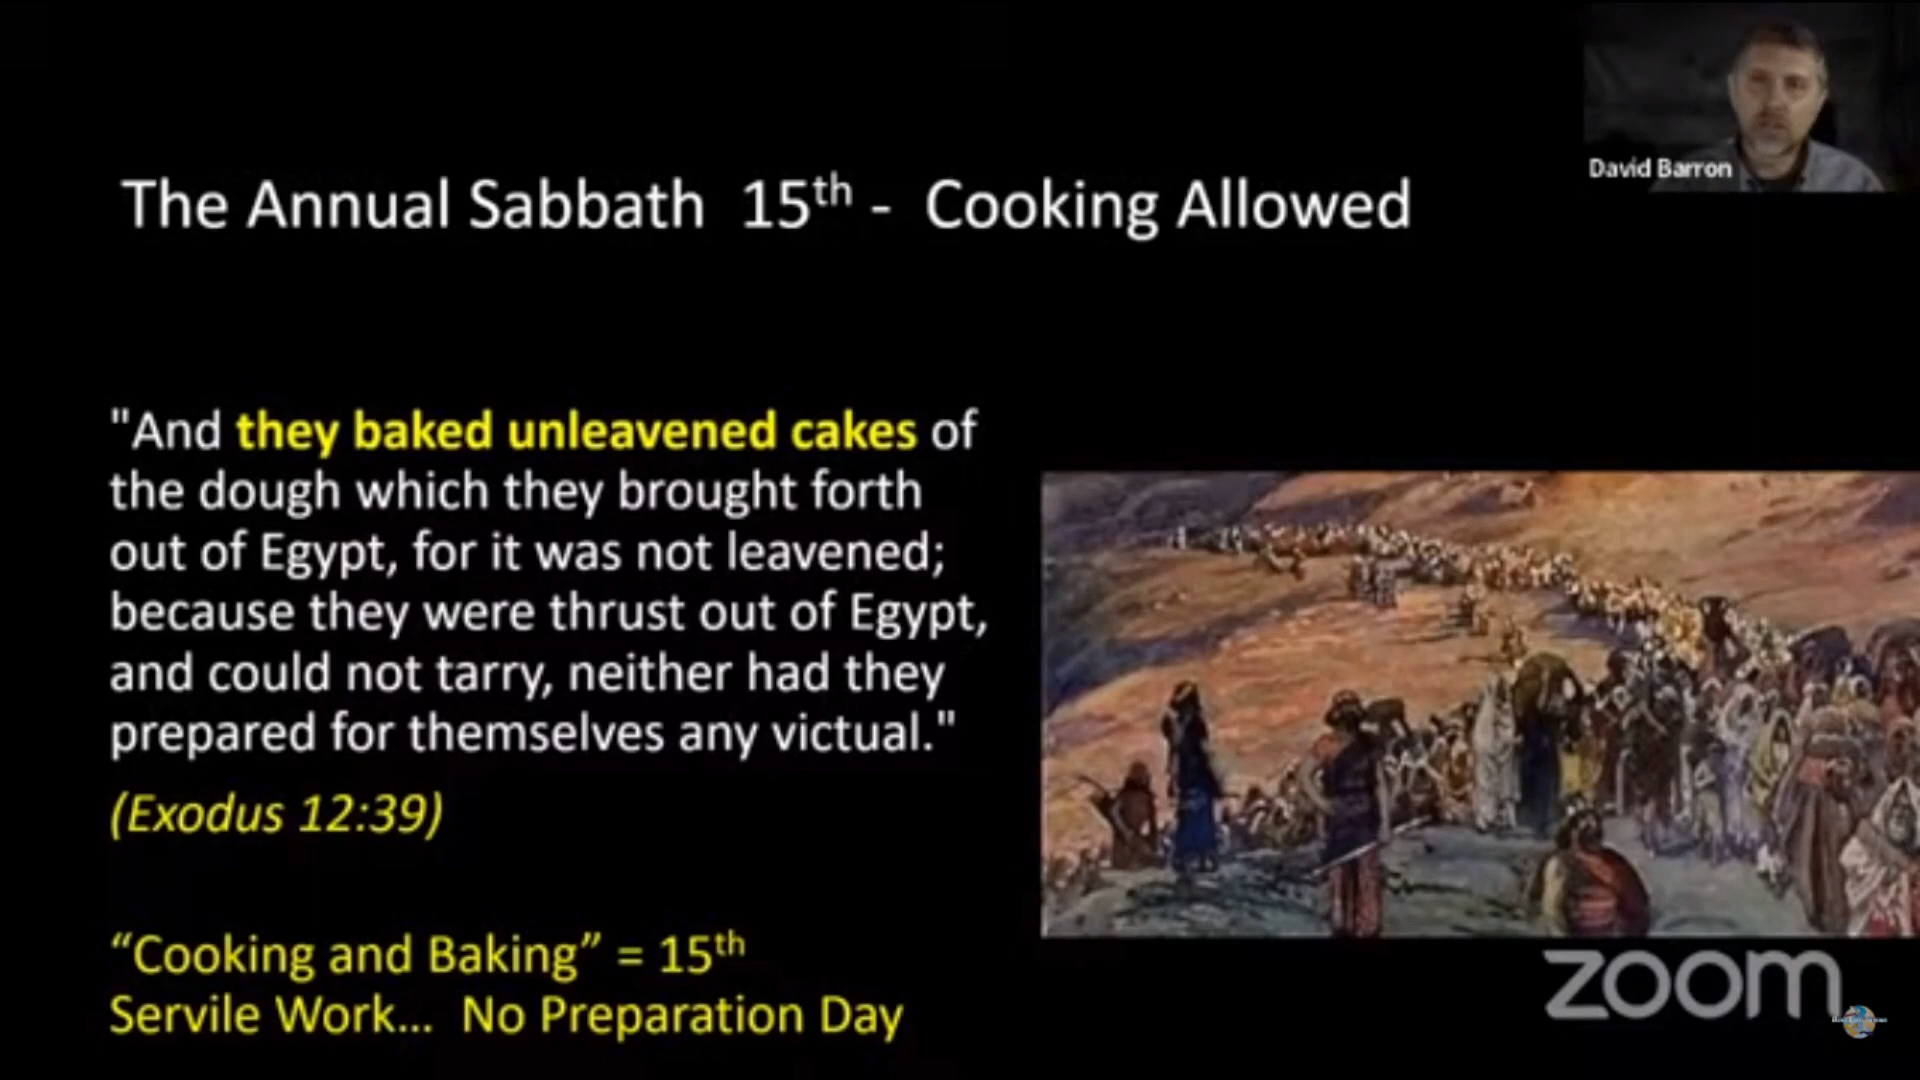 David Barron
The Annual Sabbath 15th - Cooking Allowed
"And they baked unleavened cakes of
the dough which they brought forth
out of Egypt, for it was not leavened;
because they were thrust out of Egypt,
and could not tarry, neither had they
prepared for themselves any victual."
(Exodus 12:39)
“Cooking and Baking” = 15th
Servile Work... No Preparation Day
zoom